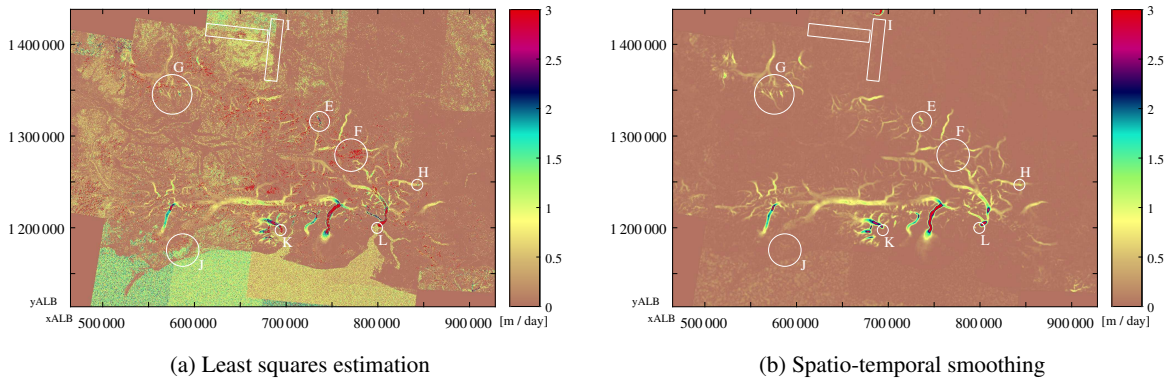 1 400 000
1 300 000
1 200 000
yALB
xALB
500 000
600 000
700 000
800 000
900 000
[m / day]
3
2.5
2
1.5
1
0.5
0
I
G
E
F
H
K
L
J
(a) Least squares estimation
1 400 000
1 300 000
1 200 000
yALB
xALB
500 000
600 000
700 000
800 000
900 000
[m / day]
3
2.5
2
1.5
1
0.5
0
I
G
E
F
H
K
L
J
(b) Spatio-temporal smoothing